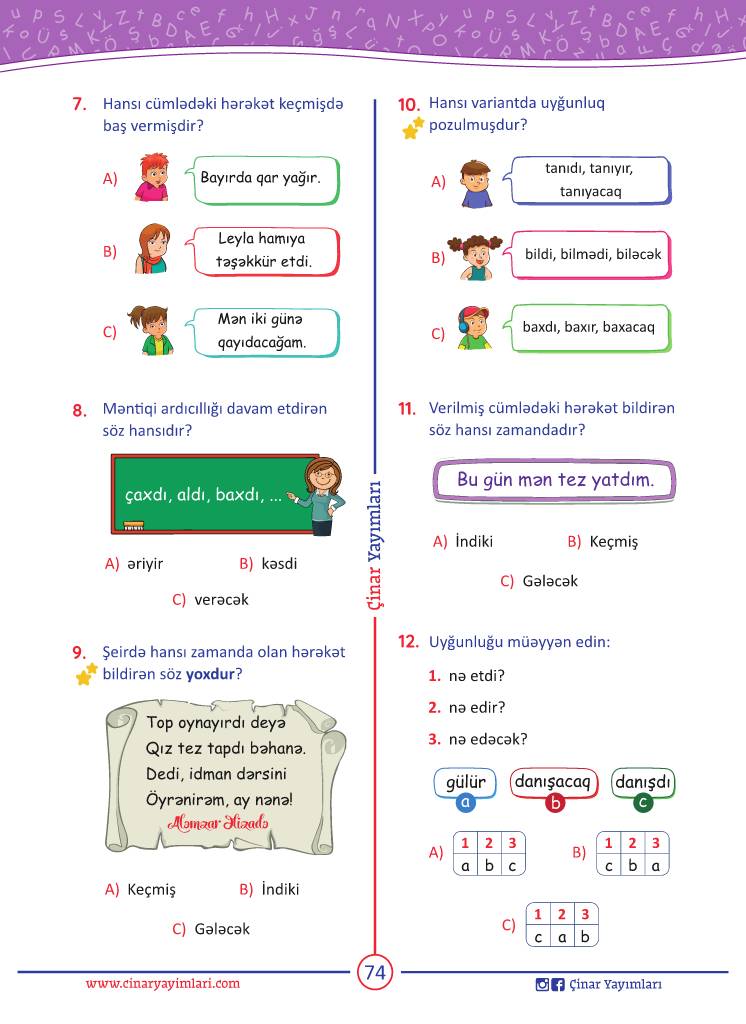 7. Hansı cümlədəki hərəkət keçmişdə
baş vermişdir?
A) Bayırda qar yağır.
B) Leyla hamıya
təşəkkür etdi.
C) Mən iki günə
qayıdacağam.
8. Məntiqi ardıcıllığı davam etdirən
söz hansıdır?
çaxdı, aldı, baxdı, ...
A) əriyir
B) kəsdi
C) verəcək
9. Şeirdə hansı zamanda olan hərəkət
bildirən söz yoxdur?
Top oynayırdı deyə
Qız tez tapdı bəhanə.
Dedi, idman dərsini
Öyrənirəm, ay nənə!
Aləmzər Əlizadə
A) Keçmiş
B) İndiki
C) Gələcək
Çinar Yayımları
10. Hansı variantda uyğunluq
pozulmuşdur?
A) tanıdı, tanıyır,
tanıyacaq
B) bildi, bilmədi, biləcək
C) baxdı, baxır, baxacaq
11. Verilmiş cümlədəki hərəkət bildirən
söz hansı zamandadır?
Bu gün mən tez yatdım.
A) İndiki
B) Keçmiş
C) Gələcək
12. Uyğunluğu müəyyən edin:
1. nə etdi?
2. nə edir?
3. nə edəcək?
gülür danışacaq danışdı
a b c
A) 1 2 3
a b c
B) 1 2 3
c b a
C) 1 2 3
c a b
www.cinaryayimlari.com
74
Çinar Yayımları